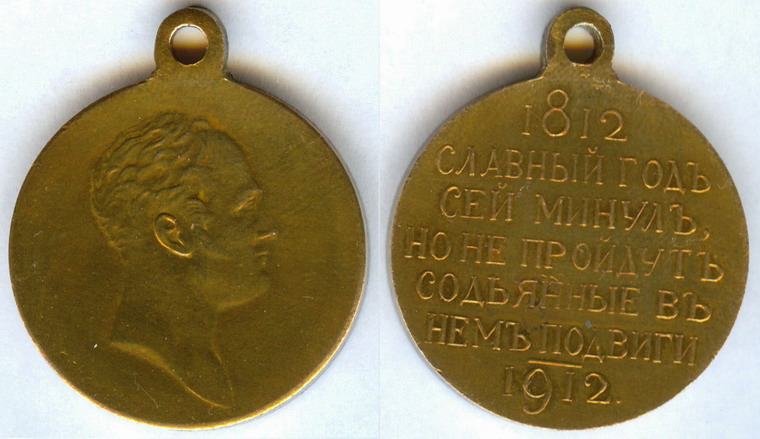 1812
СЛАВНЫЙ ГОДЪ
СЕЙ МИНУЛЪ,
НО НЕ ПРОЙДУТЪ
СОДѢЯННЫЕ ВЪ
НЕМЪ ПОДВИГИ
1912.